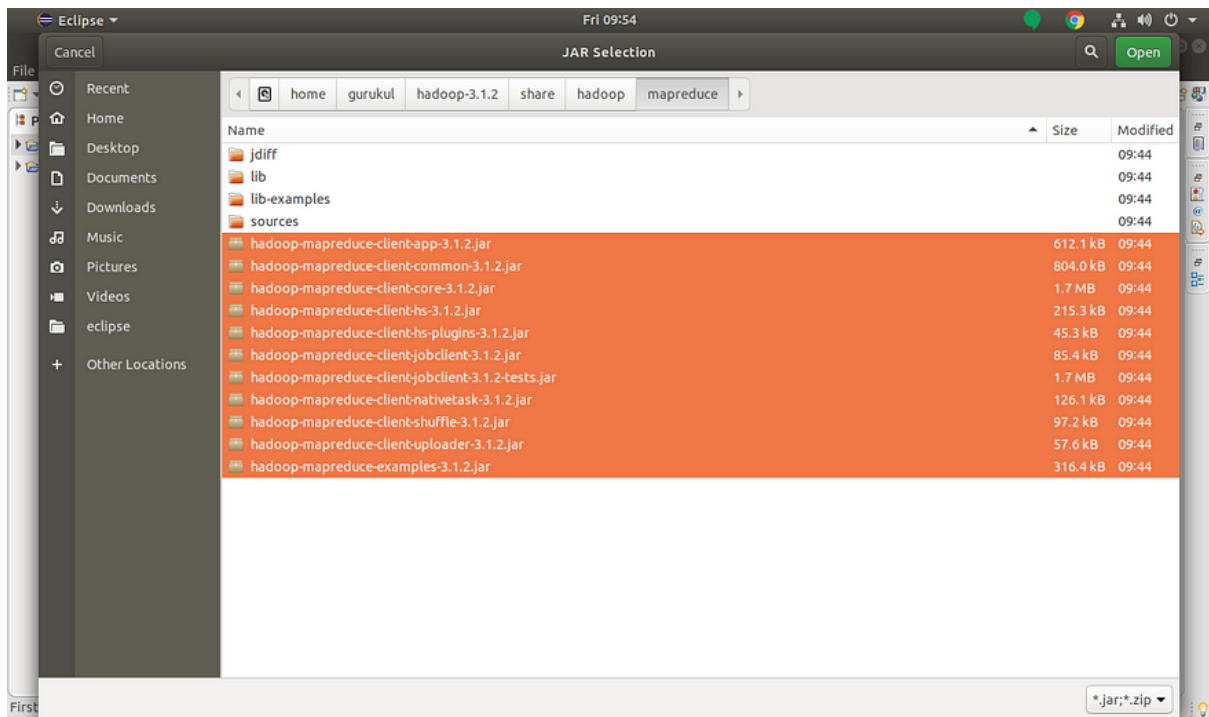 Eclipse Fri 09:54
Cancel JAR Selection Open
File
Recent home gurukul hadoop-3.1.2 share hadoop mapreduce
Home Name Size Modified
Desktop jdiff 09:44
lib 09:44
Documents lib-examples 09:44
Downloads sources 09:44
Music hadoop-mapreduce-client-app-3.1.2.jar 612.1 kB 09:44
Pictures hadoop-mapreduce-client-common-3.1.2.jar 804.0 kB 09:44
hadoop-mapreduce-client-core-3.1.2.jar 1.7 MB 09:44
Videos hadoop-mapreduce-client-hs-3.1.2.jar 215.3 kB 09:44
eclipse hadoop-mapreduce-client-hs-plugins-3.1.2.jar 45.3 kB 09:44
hadoop-mapreduce-client-jobclient-3.1.2.jar 85.4 kB 09:44
+ Other Locations hadoop-mapreduce-client-jobclient-3.1.2-tests.jar 1.7 MB 09:44
hadoop-mapreduce-client-nativetask-3.1.2.jar 126.1 kB 09:44
hadoop-mapreduce-client-shuffle-3.1.2.jar 97.2 kB 09:44
hadoop-mapreduce-client-uploader-3.1.2.jar 57.6 kB 09:44
hadoop-mapreduce-examples-3.1.2.jar 316.4 kB 09:44
*.jar;*.zip
First